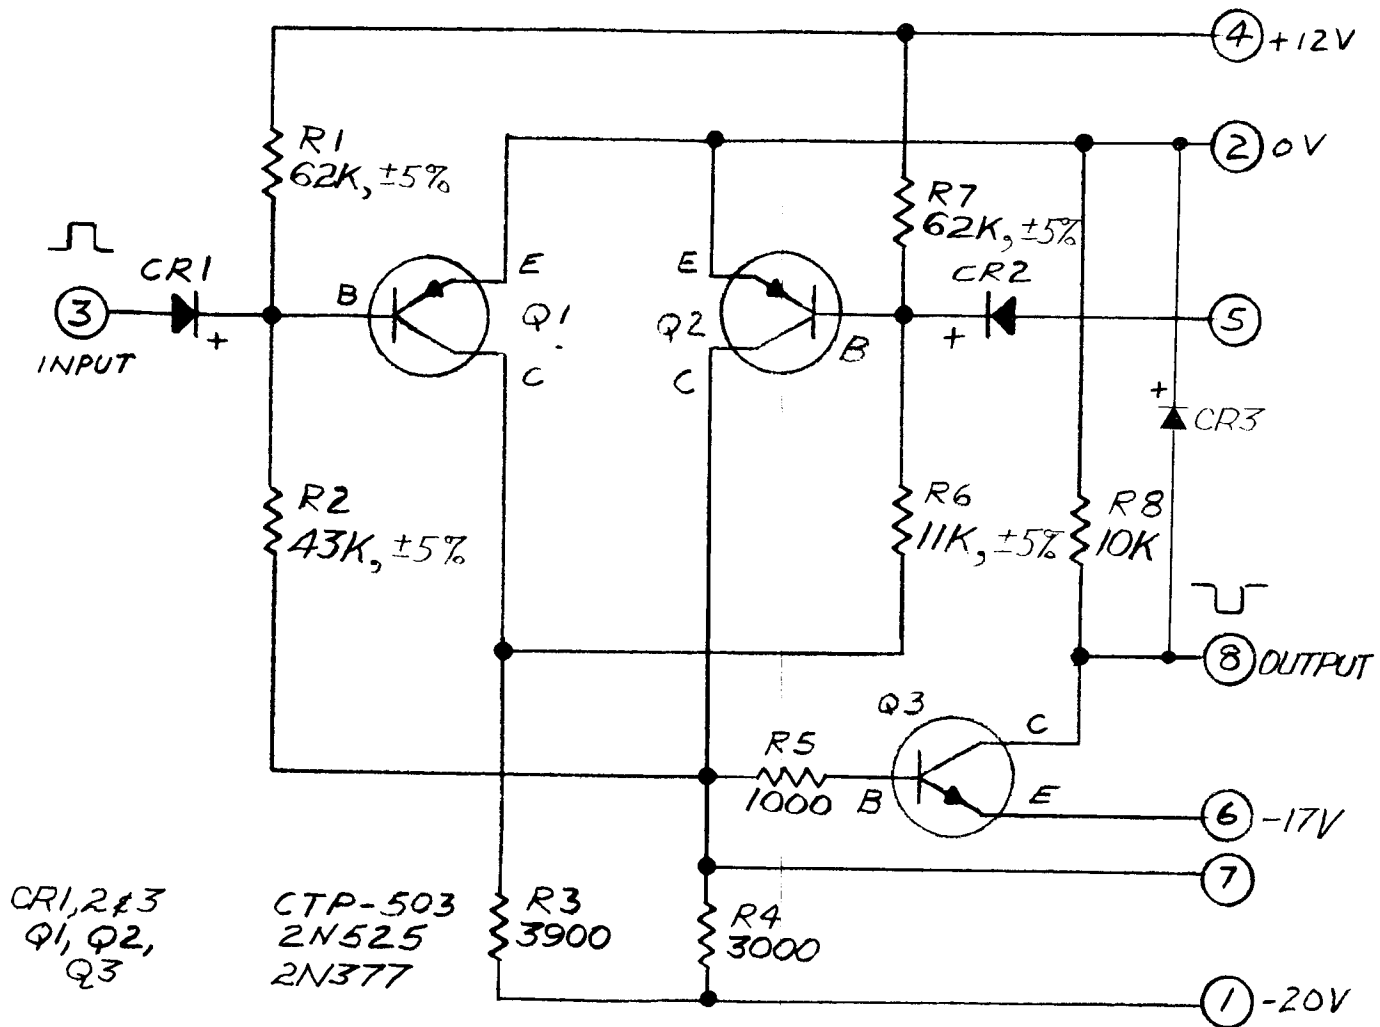 4 +12V
R1
62K, ±5%
2 0V
R7
62K, ±5%
CR1
B
E
Q1
C
E
Q2
C
B
CR2
+
3
INPUT
+
5
+
CR3
R2
43K, ±5%
R6
11K, ±5%
R8
10K
8 OUTPUT
Q3
C
R5
1000
B
E
6 -17V
7
CR1,2&3 CTP-503
Q1, Q2, 2N525
Q3 2N377
R3
3900
R4
3000
1 -20V